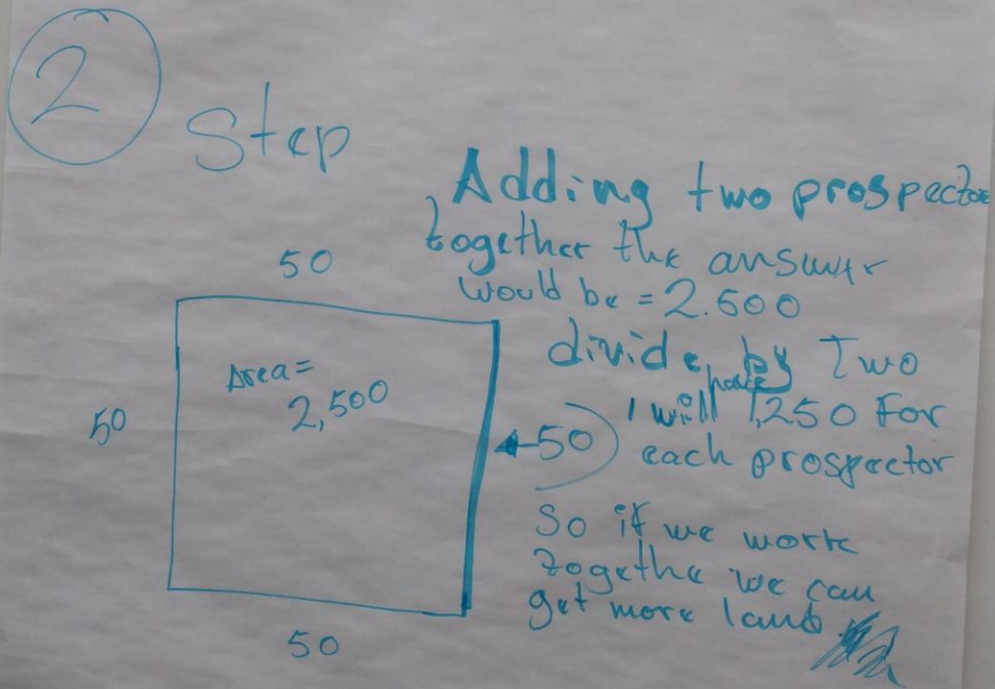 2
Step
Adding two prospector
together the answer
would be = 2.500
divide by Two
I will have 1,250 for
each prospector
So if we work
togethe we can
get more land
50
Area =
2,500
50
50
50